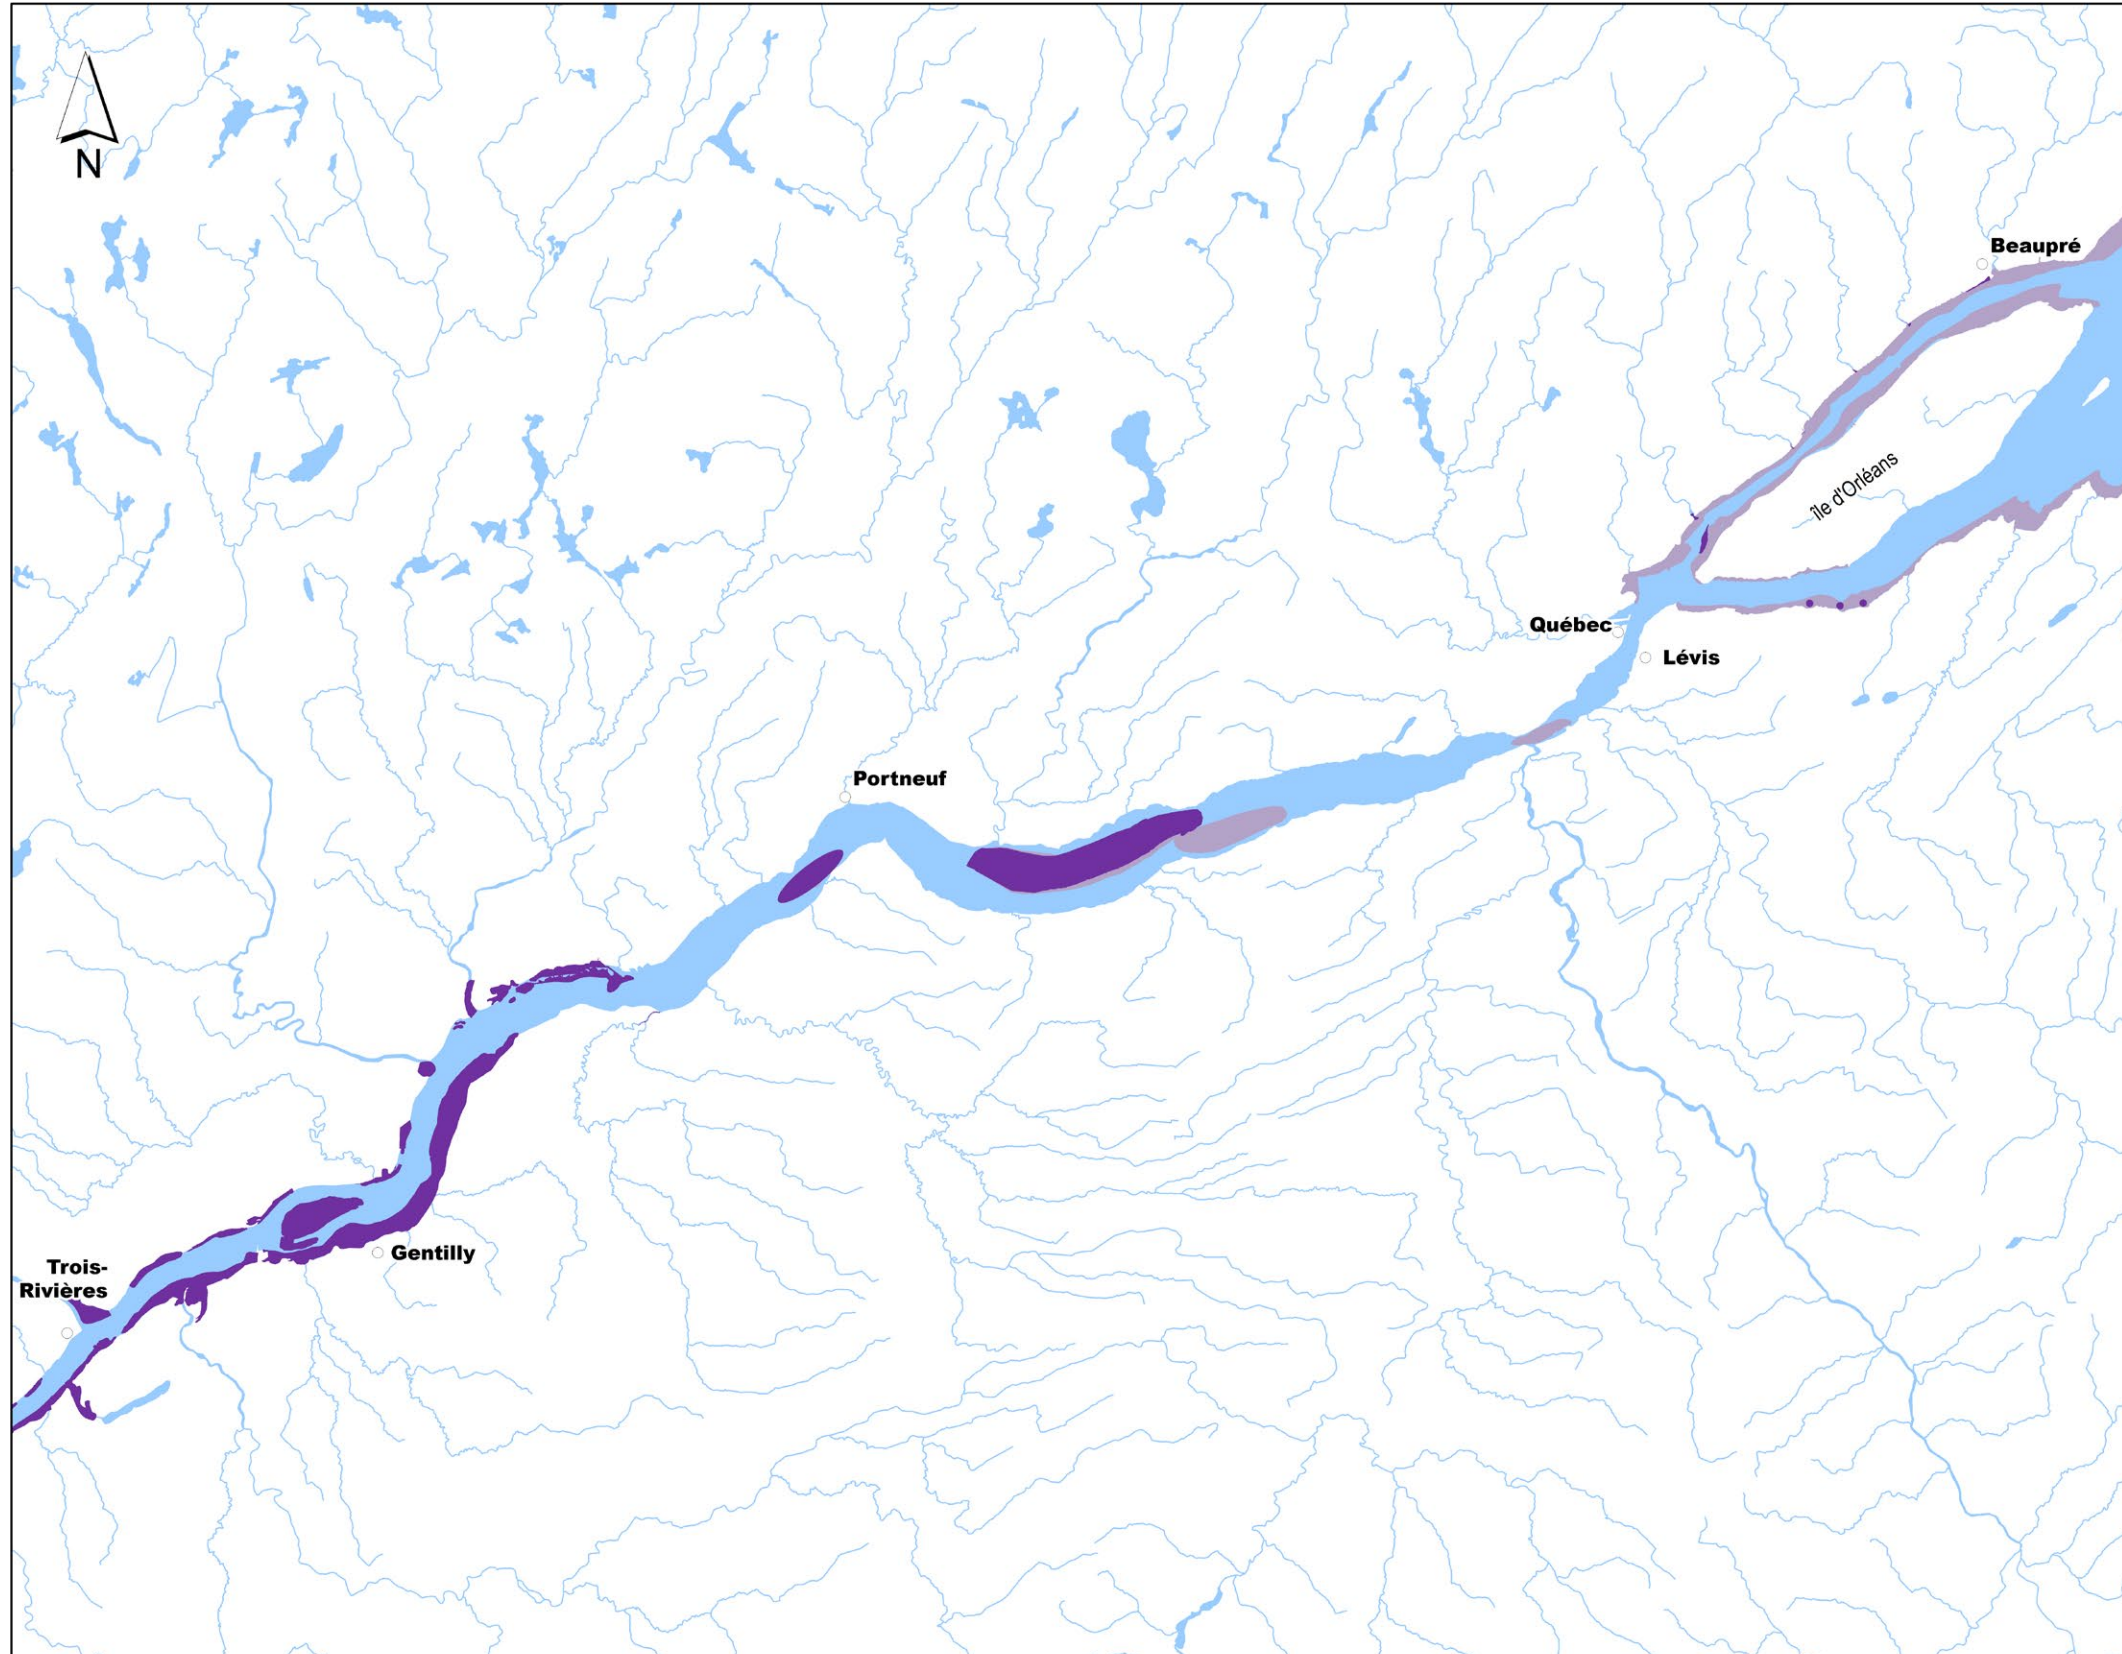 N
Beaupré
île d'Orléans
Québec
Lévis
Portneuf
Gentilly
Trois-
Rivières